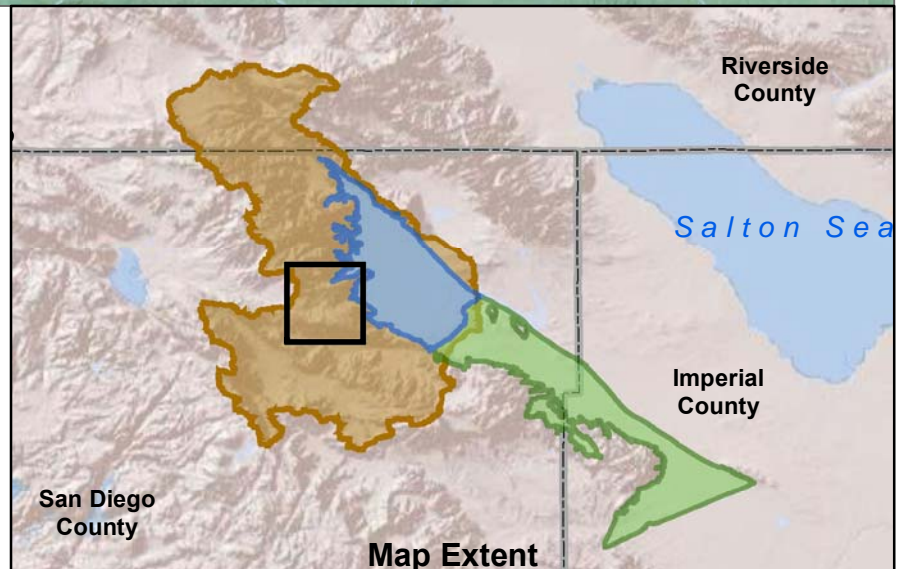 Riverside
County
Salton Sea
Imperial
County
San Diego
County
Map Extent